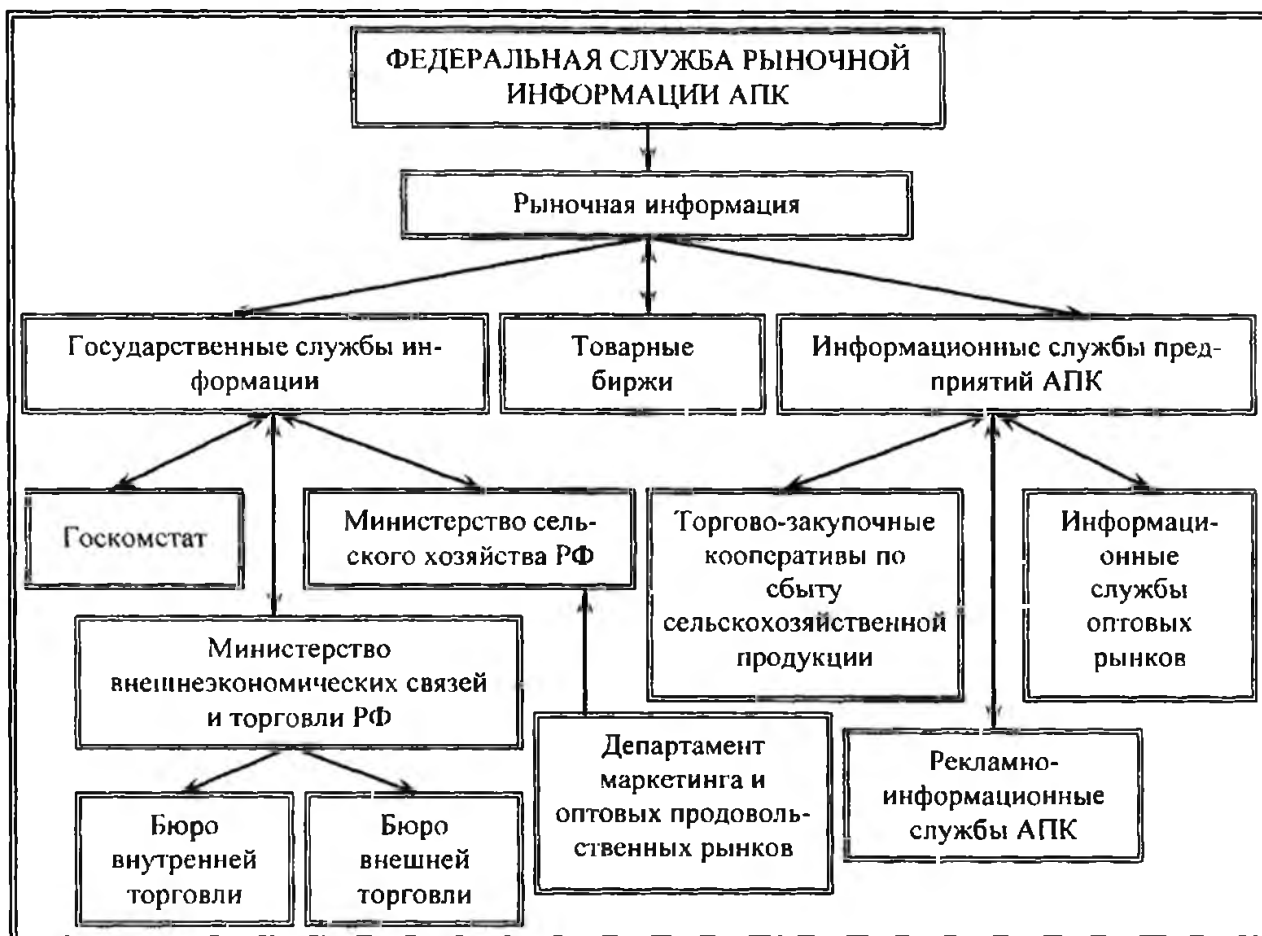 ФЕДЕРАЛЬНАЯ СЛУЖБА РЫНОЧНОЙ
ИНФОРМАЦИИ АПК
Рыночная информация
Государственные службы ин-
формации
Товарные
биржи
Информационные службы пред-
приятий АПК
Госкомстат
Министерство сель-
ского хозяйства РФ
Торгово-закупочные
кооперативы по
сбыту
сельскохозяйственной
продукции
Информаци-
онные
службы
оптовых
рынков
Министерство
внешнеэкономических связей
и торговли РФ
Департамент
маркетинга и
оптовых продоволь-
ственных рынков
Рекламно-
информационные
службы АПК
Бюро
внутренней
торговли
Бюро
внешней
торговли